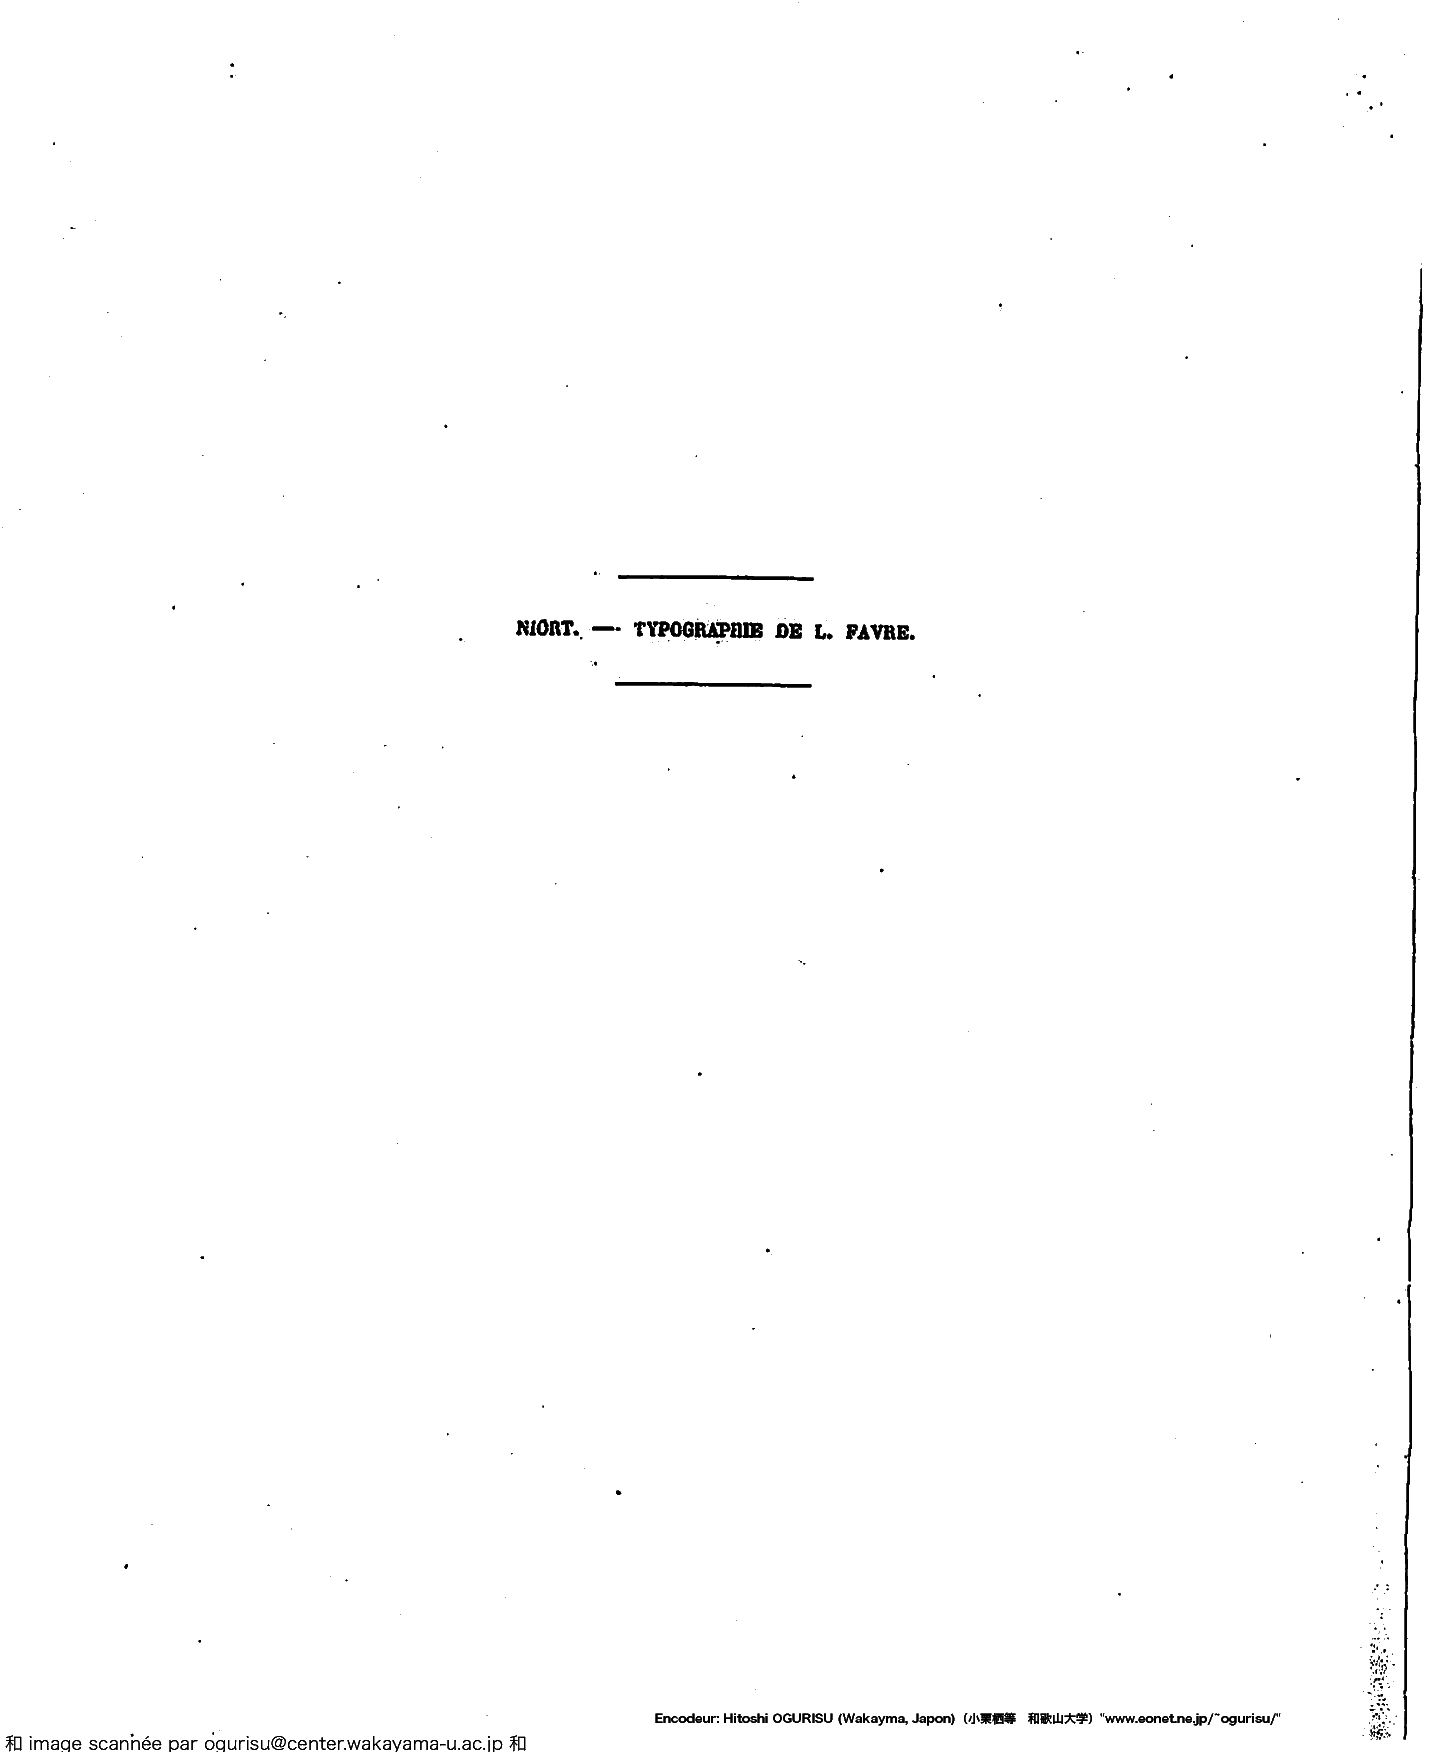 NIORT. — TYPOGRAPHIE DE L. FAVRE.
Encodeur: Hitoshi OGURISU (Wakayma, Japon) (小栗栖等 和歌山大学) "www.eonet.ne.jp/~ogurisu/"
和 image scannée par ogurisu@center.wakayama-u.ac.jp 和